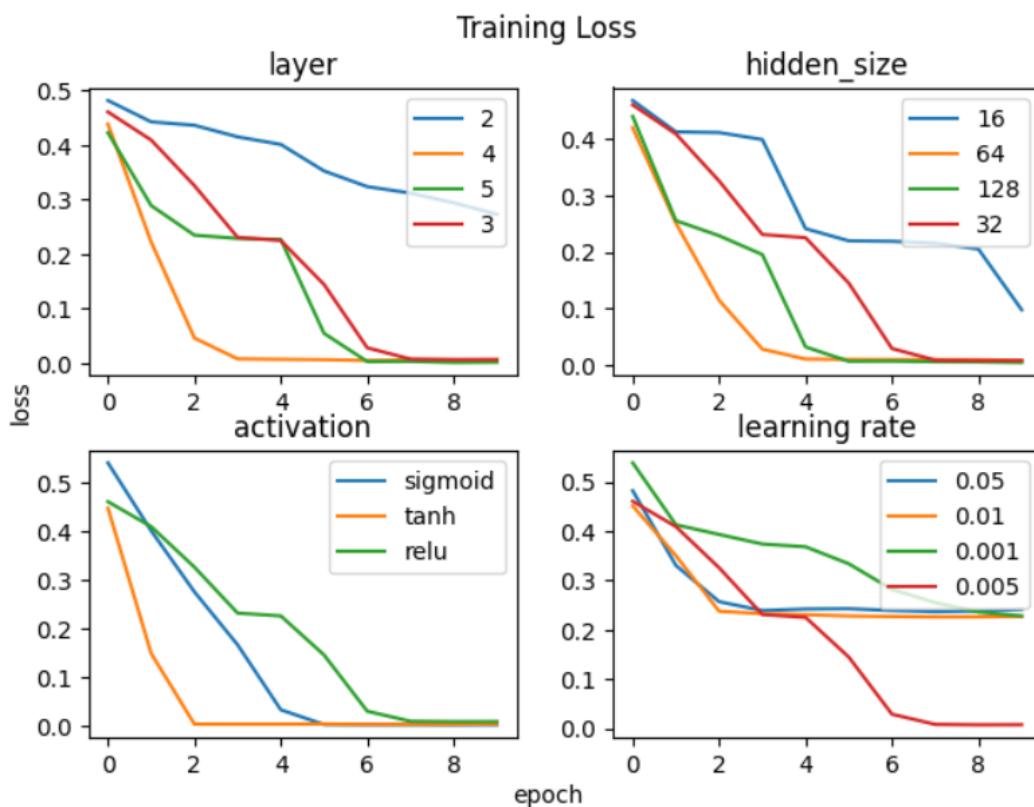 Training Loss
layer
hidden_size
0.5
0.4
0.3
0.2
0.1
0.0
2
4
5
3
0 2 4 6 8
0.4
0.3
0.2
0.1
0.0
16
64
128
32
0 2 4 6 8
loss
activation
learning rate
0.5
0.4
0.3
0.2
0.1
0.0
sigmoid
tanh
relu
0 2 4 6 8
0.5
0.4
0.3
0.2
0.1
0.0
0.05
0.01
0.001
0.005
0 2 4 6 8
epoch